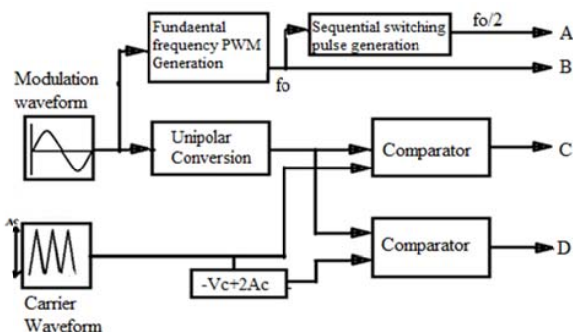 Fundaental
frequency PWM
Generation
Sequential switching
pulse generation
fo/2
A
B
fo
Modulation
waveform
Unipolar
Conversion
Comparator
C
Ac
Comparator
D
-Vc+2Ac
Carrier
Waveform